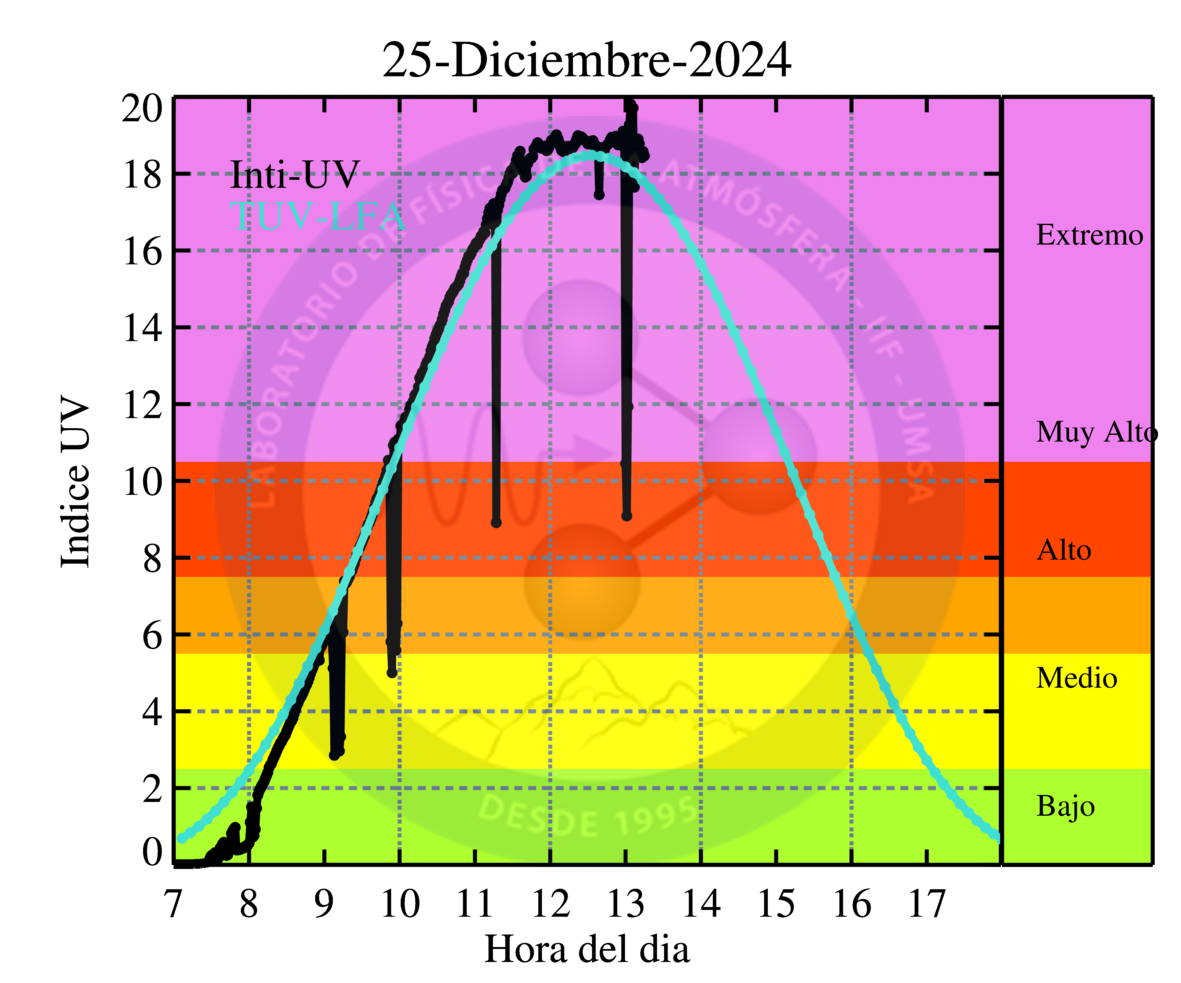 25-Diciembre-2024
Inti-UV
TUV-LFA
LABORATORIO DE FÍSICA DE LA ATMÓSFERA - IIF - UMSA
DESDE 1995
Extremo
Muy Alto
Alto
Medio
Bajo
Indice UV
20
18
16
14
12
10
8
6
4
2
0
7 8 9 10 11 12 13 14 15 16 17
Hora del dia